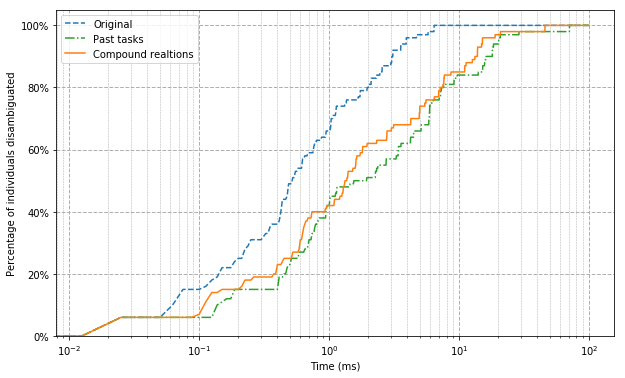 100%
80%
60%
40%
20%
0%
Percentage of individuals disambiguated
Original
Past tasks
Compound realtions
10⁻² 10⁻¹ 10⁰ 10¹ 10²
Time (ms)